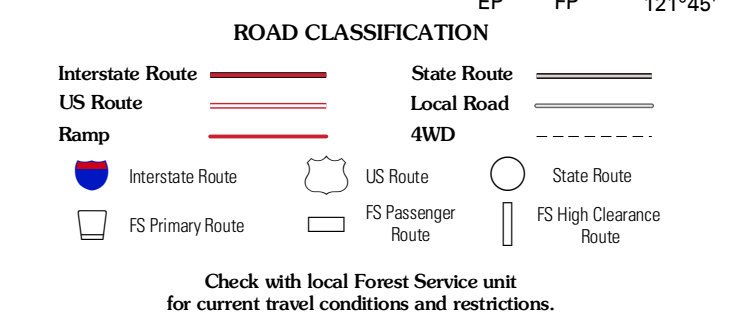 EP FP 121°45'
ROAD CLASSIFICATION
Interstate Route State Route
US Route Local Road
Ramp 4WD
Interstate Route US Route State Route
FS Primary Route FS Passenger Route FS High Clearance Route
Check with local Forest Service unit
for current travel conditions and restrictions.